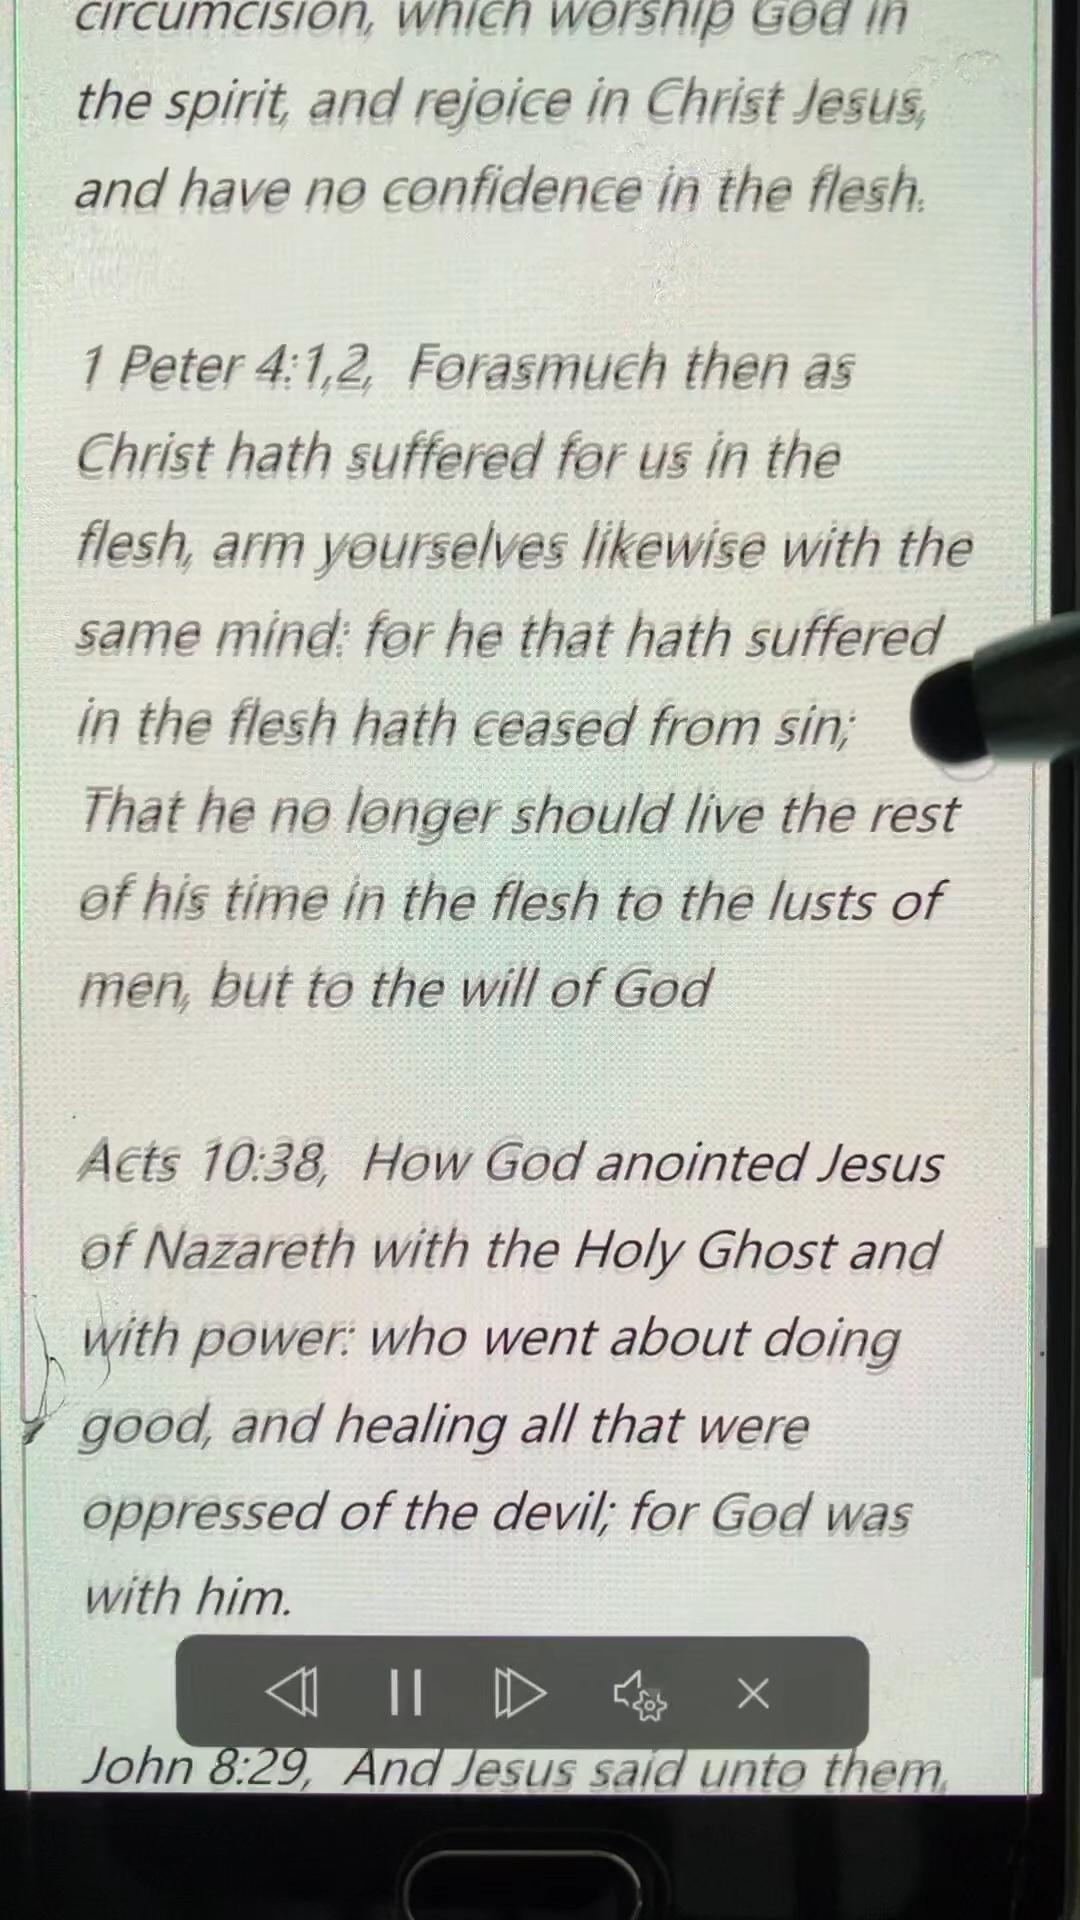 circumcision, which worship God in
the spirit, and rejoice in Christ Jesus,
and have no confidence in the flesh.
1 Peter 4:1,2, Forasmuch then as
Christ hath suffered for us in the
flesh, arm yourselves likewise with the
same mind: for he that hath suffered
in the flesh hath ceased from sin;
That he no longer should live the rest
of his time in the flesh to the lusts of
men, but to the will of God
Acts 10:38, How God anointed Jesus
of Nazareth with the Holy Ghost and
with power: who went about doing
good, and healing all that were
oppressed of the devil; for God was
with him.
John 8:29, And Jesus said unto them,